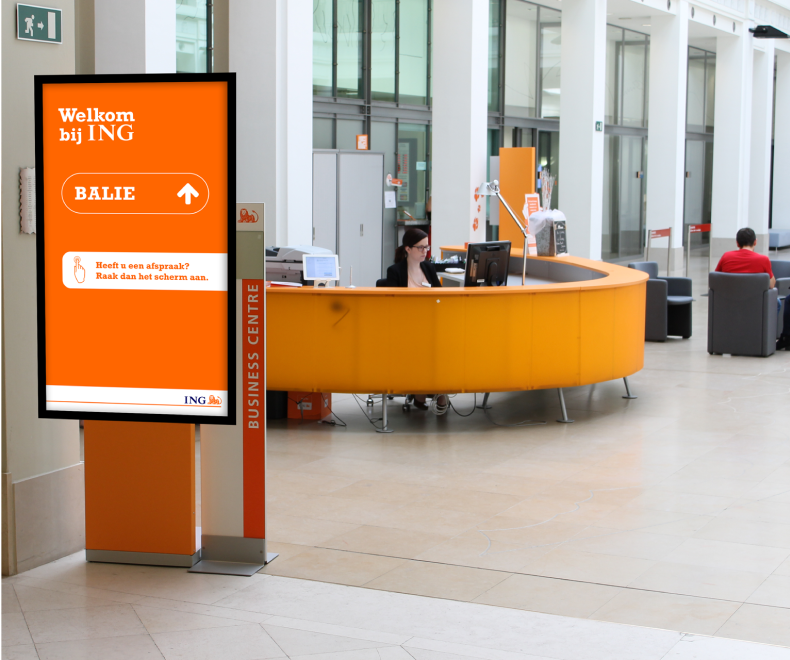 Welkom
bij ING
BALIE
Heeft u een afspraak?
Raak dan het scherm aan.
ING
BUSINESS CENTRE